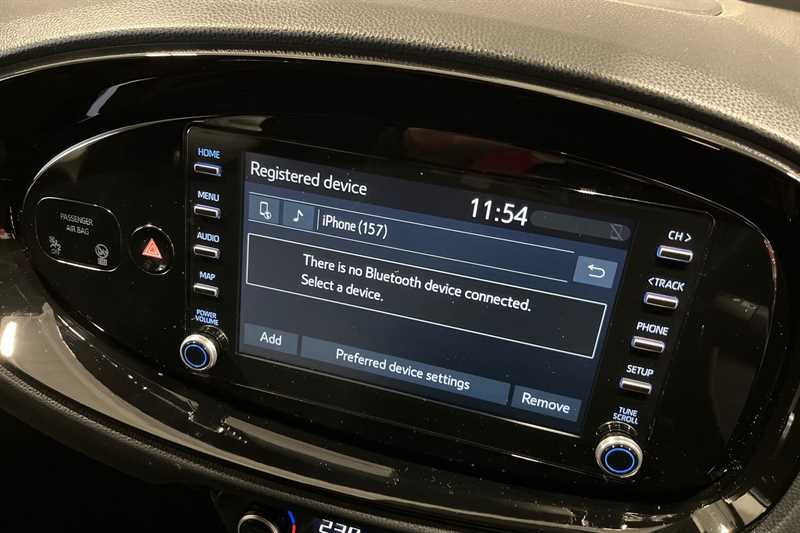 HOME
MENU
AUDIO
MAP
POWER
VOLUME
PASSENGER
AIR BAG
Registered device
11:54
iPhone (157)
There is no Bluetooth device connected.
Select a device.
Add
Preferred device settings
Remove
CH >
< TRACK
PHONE
SETUP
TUNE
SCROLL